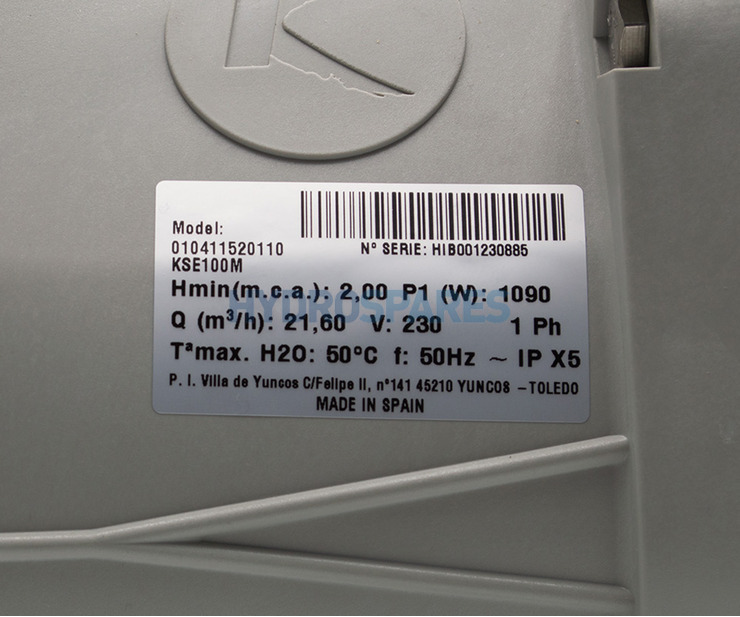 Model:
010411520110
KSE100M
Nº SERIE: HIB001230885
Hmin(m.c.a.): 2,00 P1 (W): 1090
Q (m³/h): 21,60 V: 230 1 Ph
Tªmax. H2O: 50°C f: 50Hz ~ IP X5
P. I. Villa de Yuncos C/Felipe II, nº141 45210 YUNCOS - TOLEDO
MADE IN SPAIN
HYDROSPARES